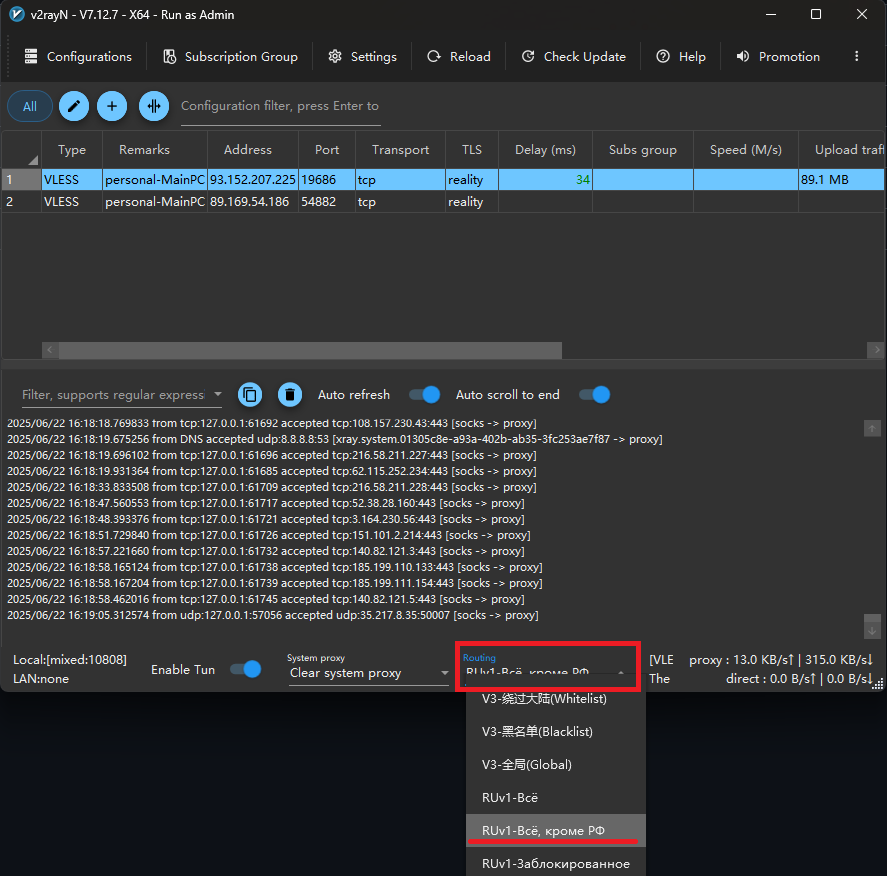 v2rayN - V7.12.7 - X64 - Run as Admin
Configurations Subscription Group Settings Reload Check Update Help Promotion
All Configuration filter, press Enter to
Type Remarks Address Port Transport TLS Delay (ms) Subs group Speed (M/s) Upload traff
1 VLESS personal-MainPC 93.152.207.225 19686 tcp reality 34 89.1 MB
2 VLESS personal-MainPC 89.169.54.186 54882 tcp reality
Filter, supports regular expressi Auto refresh Auto scroll to end
2025/06/22 16:18:18.769833 from tcp:127.0.0.1:61692 accepted tcp:108.157.230.43:443 [socks -> proxy]
2025/06/22 16:18:19.675256 from DNS accepted udp:8.8.8.8:53 [xray.system.01305c8e-a93a-402b-ab35-3fc253ae7f87 -> proxy]
2025/06/22 16:18:19.696102 from tcp:127.0.0.1:61696 accepted tcp:216.58.211.227:443 [socks -> proxy]
2025/06/22 16:18:19.931364 from tcp:127.0.0.1:61685 accepted tcp:62.115.252.234:443 [socks -> proxy]
2025/06/22 16:18:33.833508 from tcp:127.0.0.1:61709 accepted tcp:216.58.211.228:443 [socks -> proxy]
2025/06/22 16:18:47.560553 from tcp:127.0.0.1:61717 accepted tcp:52.38.28.160:443 [socks -> proxy]
2025/06/22 16:18:48.393376 from tcp:127.0.0.1:61721 accepted tcp:3.164.230.56:443 [socks -> proxy]
2025/06/22 16:18:51.729840 from tcp:127.0.0.1:61726 accepted tcp:151.101.2.214:443 [socks -> proxy]
2025/06/22 16:18:57.221660 from tcp:127.0.0.1:61732 accepted tcp:140.82.121.3:443 [socks -> proxy]
2025/06/22 16:18:58.165124 from tcp:127.0.0.1:61738 accepted tcp:185.199.110.133:443 [socks -> proxy]
2025/06/22 16:18:58.167204 from tcp:127.0.0.1:61739 accepted tcp:185.199.111.154:443 [socks -> proxy]
2025/06/22 16:18:58.462016 from tcp:127.0.0.1:61745 accepted tcp:140.82.121.5:443 [socks -> proxy]
2025/06/22 16:19:05.312574 from udp:127.0.0.1:57056 accepted udp:35.217.8.35:50007 [socks -> proxy]
Local:[mixed:10808]
LAN:none
Enable Tun
System proxy
Clear system proxy
Routing
RUv1-Всё, кроме РФ
[VLE
The
proxy : 13.0 KB/s↑ | 315.0 KB/s↓
direct : 0.0 B/s↑ | 0.0 B/s↓
V3-绕过大陆(Whitelist)
V3-黑名单(Blacklist)
V3-全局(Global)
RUv1-Всё
RUv1-Всё, кроме РФ
RUv1-Заблокированное